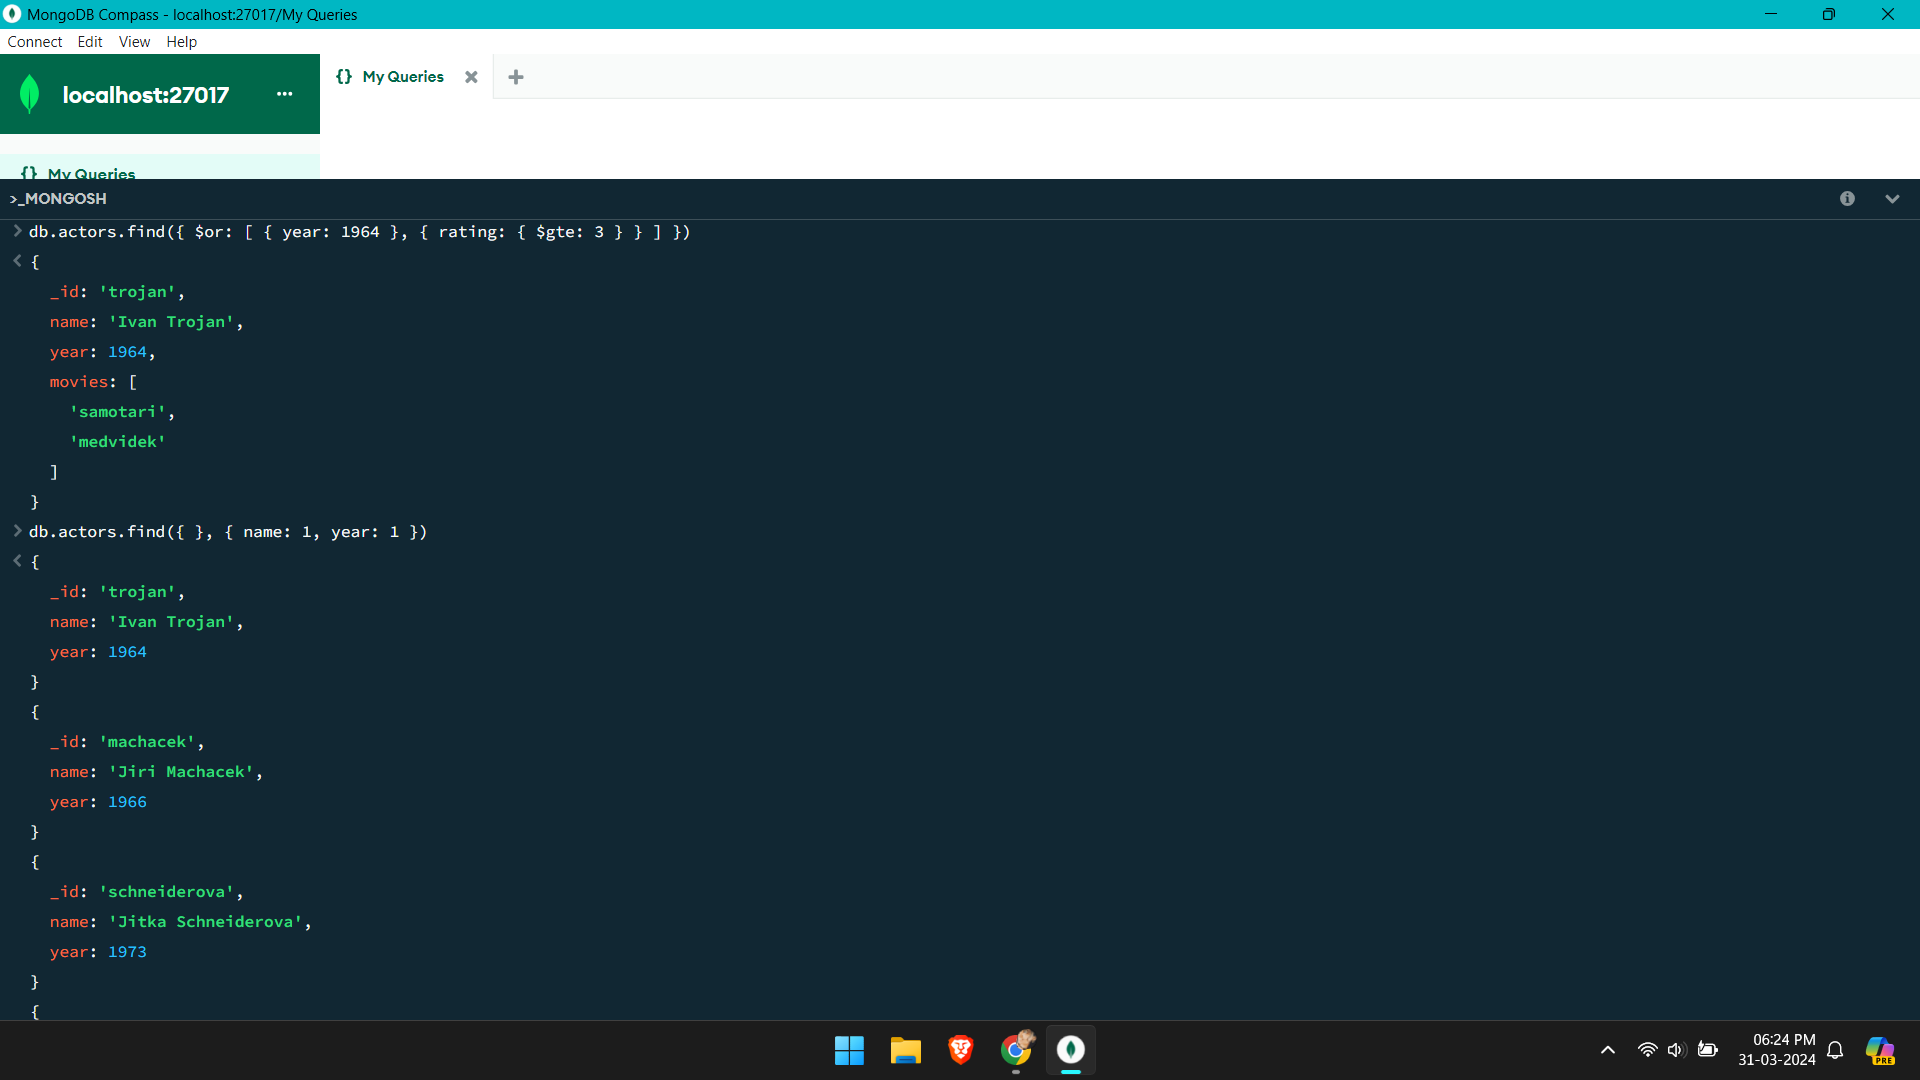 MongoDB Compass - localhost:27017/My Queries
Connect Edit View Help
localhost:27017 ···
{} My Queries
{} My Queries
>_MONGOSH
> db.actors.find({ $or: [ { year: 1964 }, { rating: { $gte: 3 } } ] })
< {
_id: 'trojan',
name: 'Ivan Trojan',
year: 1964,
movies: [
'samotari',
'medvidek'
]
}
> db.actors.find({ }, { name: 1, year: 1 })
< {
_id: 'trojan',
name: 'Ivan Trojan',
year: 1964
}
{
_id: 'machacek',
name: 'Jiri Machacek',
year: 1966
}
{
_id: 'schneiderova',
name: 'Jitka Schneiderova',
year: 1973
}
{
06:24 PM
31-03-2024
PRE